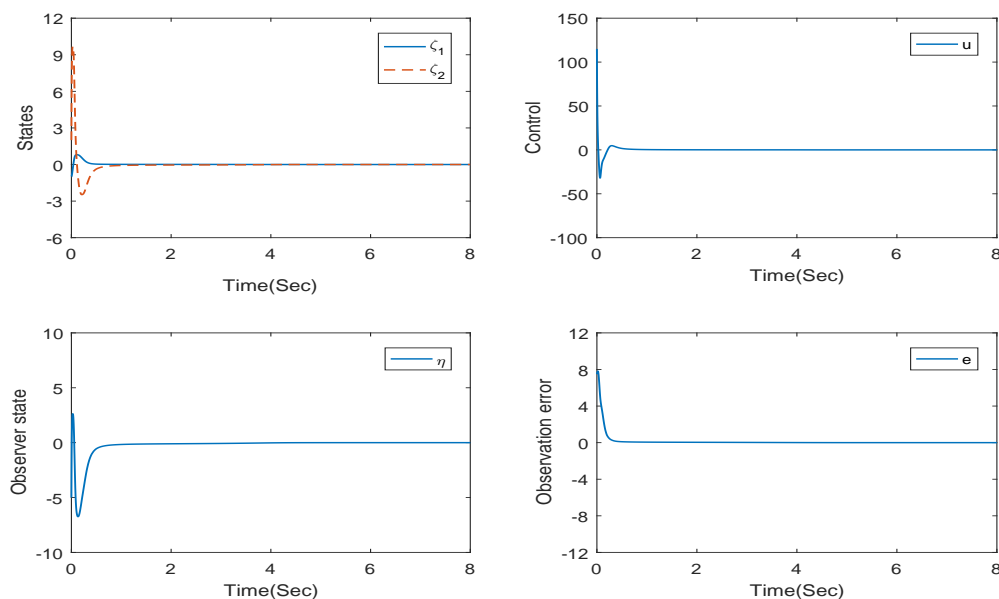 12
9
6
3
0
-3
-6
States
ζ1
ζ2
0 2 4 6 8
Time(Sec)
150
100
50
0
-50
-100
Control
u
0 2 4 6 8
Time(Sec)
10
5
0
-5
-10
Observer state
η
0 2 4 6 8
Time(Sec)
12
8
4
0
-4
-8
-12
Observation error
e
0 2 4 6 8
Time(Sec)